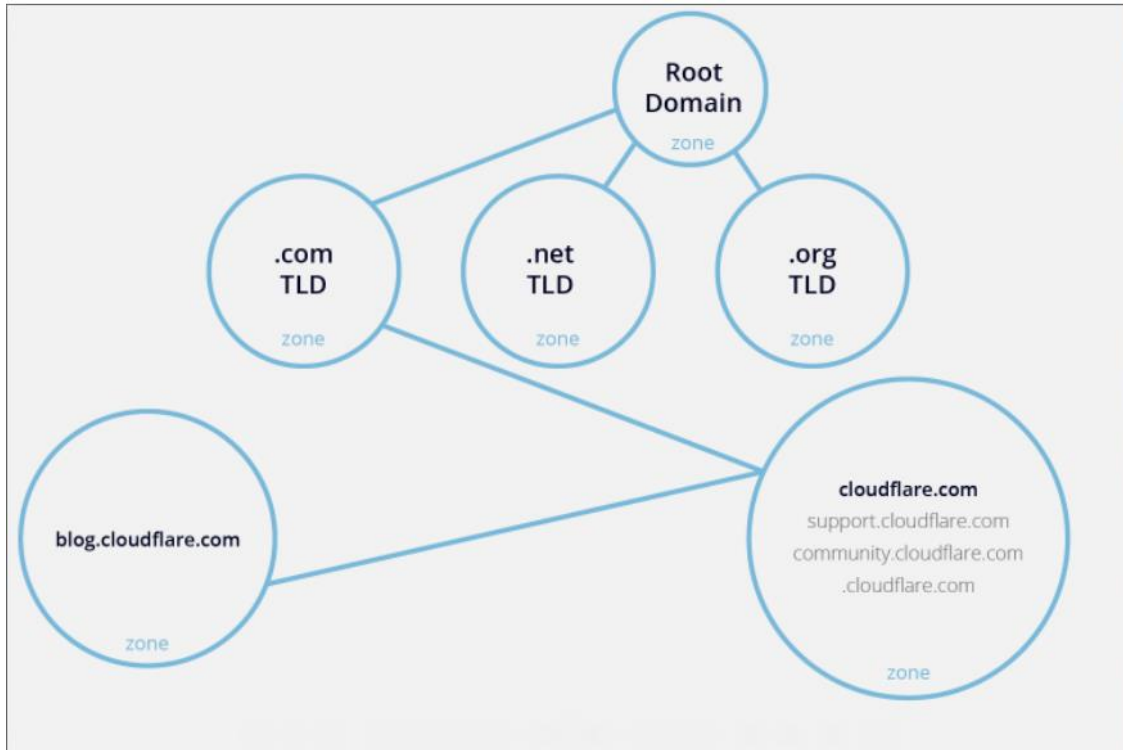 Root
Domain
zone
.com
TLD
zone
.net
TLD
zone
.org
TLD
zone
blog.cloudflare.com
zone
cloudflare.com
support.cloudflare.com
community.cloudflare.com
.cloudflare.com
zone